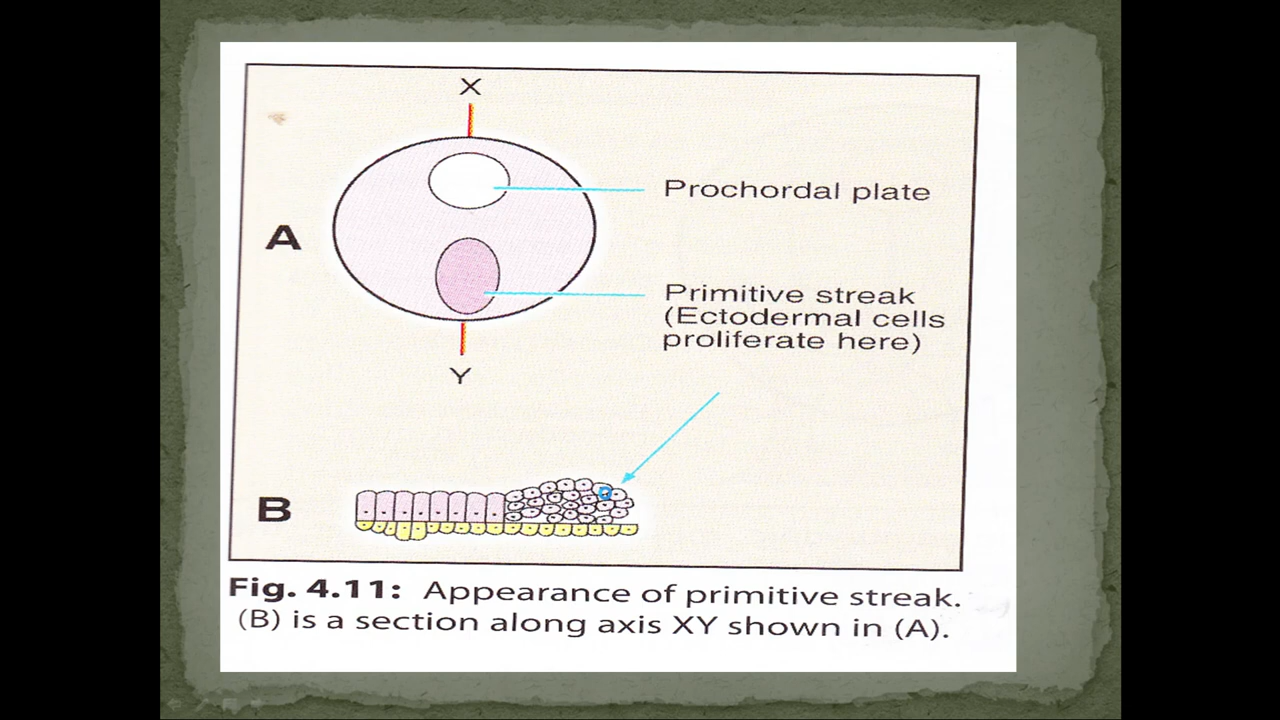 X
Prochordal plate
A
Primitive streak
(Ectodermal cells
proliferate here)
Y
B
Fig. 4.11: Appearance of primitive streak.
(B) is a section along axis XY shown in (A).